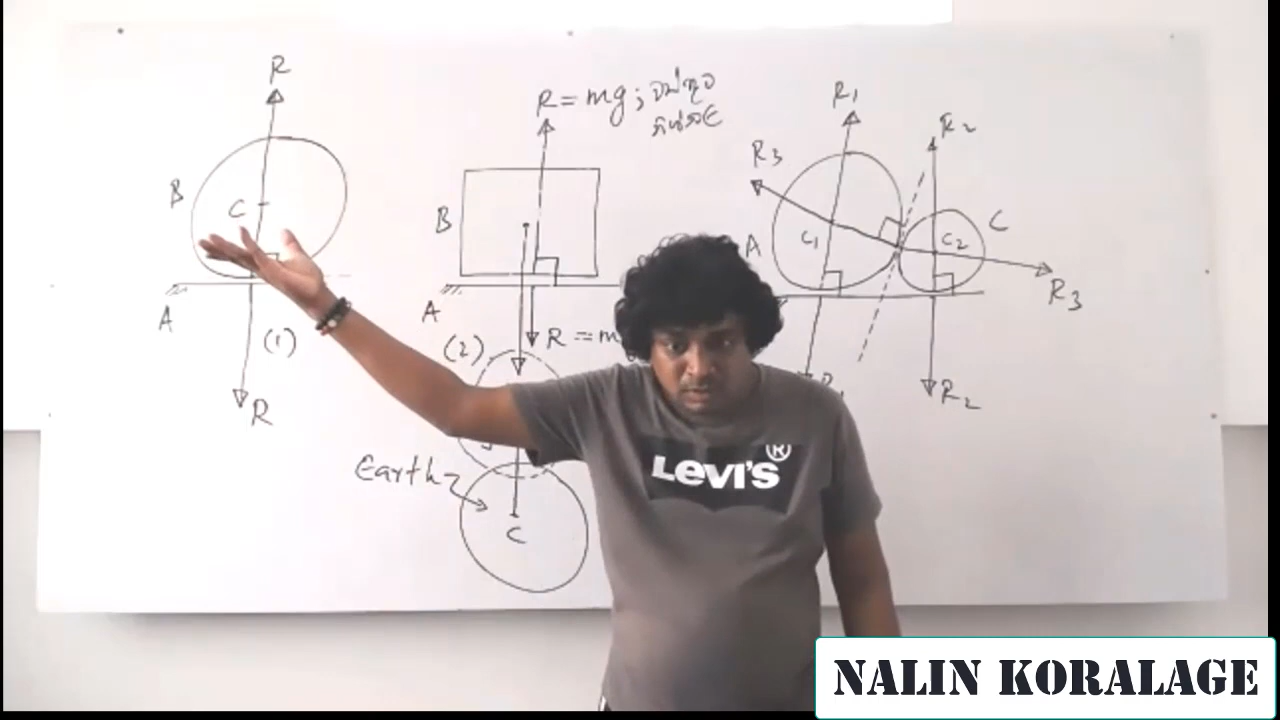 R
B
C
A
(1)
R
R = mg;
B
A
(2)
R = m
Earth
C
R1
R3
A
C1
R2
C
C2
R3
R2
LEVI'S
®
NALIN KORALAGE